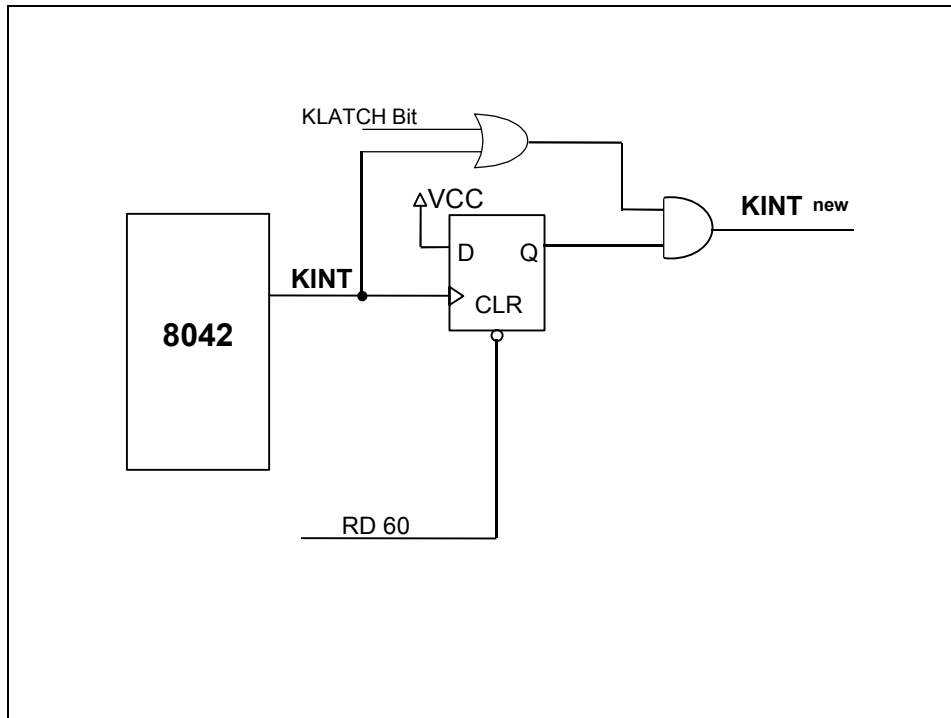 KLATCH Bit
VCC
KINT new
D
Q
KINT
CLR
8042
RD 60